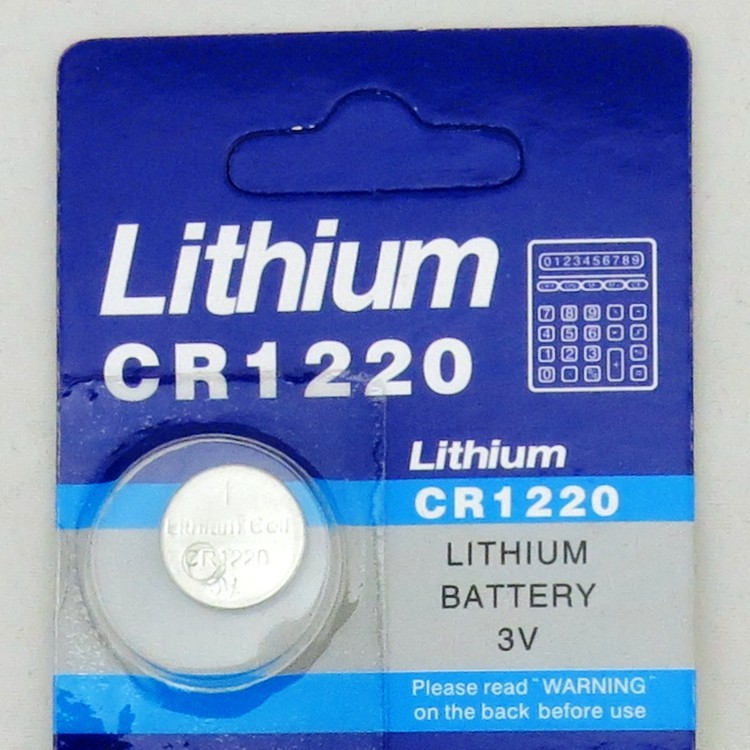 Lithium
CR1220
0123456789
7 8 9
4 5 6
1 2 3
0
Lithium
CR1220
LITHIUM
BATTERY
3V
Please read "WARNING"
on the back before use
Lithium Cell
CR1220
3V